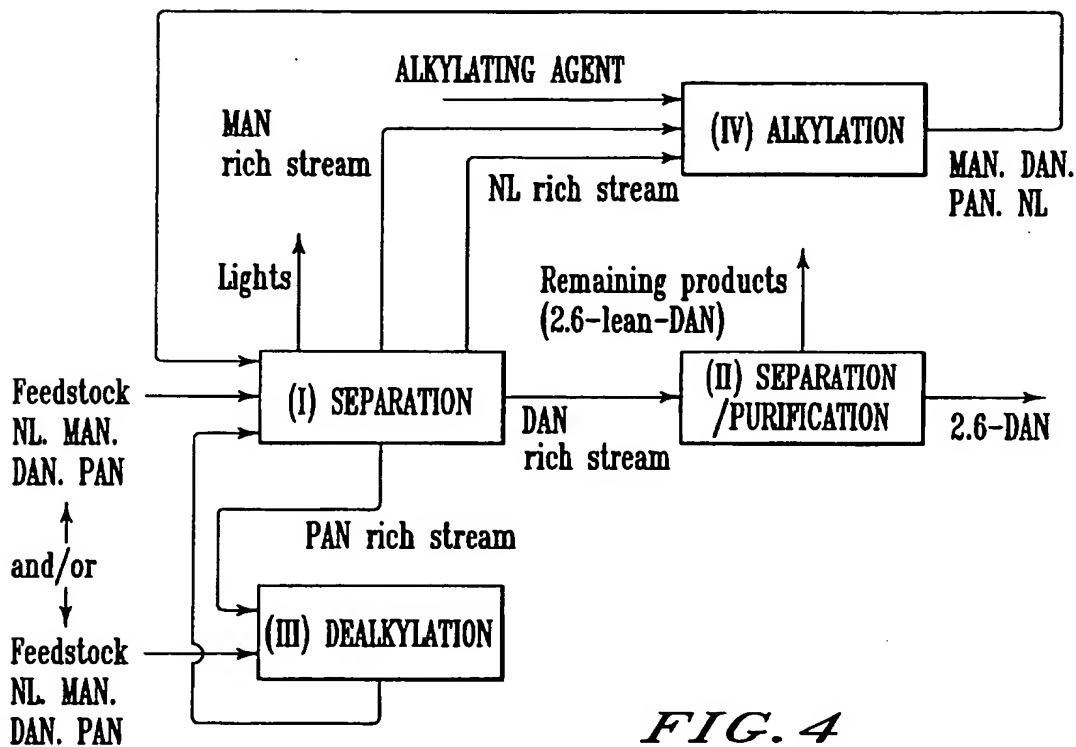 ALKYLATING AGENT
MAN
rich stream
(IV) ALKYLATION
NL rich stream
MAN. DAN.
PAN. NL
Lights
Remaining products
(2.6-lean-DAN)
Feedstock
NL. MAN.
DAN. PAN
(I) SEPARATION
DAN
rich stream
(II) SEPARATION
/PURIFICATION
2.6-DAN
and/or
PAN rich stream
Feedstock
NL. MAN.
DAN. PAN
(III) DEALKYLATION
FIG. 4